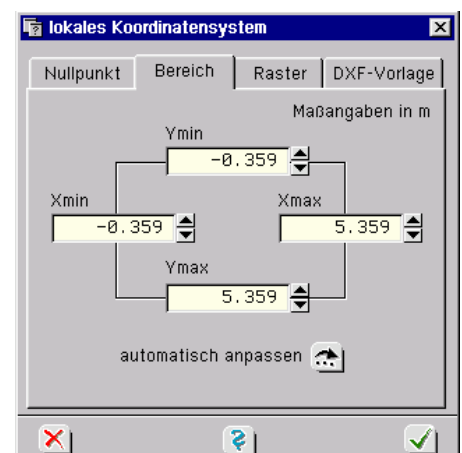 lokales Koordinatensystem
Nullpunkt Bereich Raster DXF-Vorlage
Maßangaben in m
Ymin
-0.359
Xmin Xmax
-0.359 5.359
Ymax
5.359
automatisch anpassen